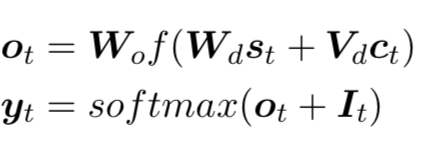 o_t = W_o f(W_d s_t + V_d c_t)
y_t = softmax(o_t + I_t)